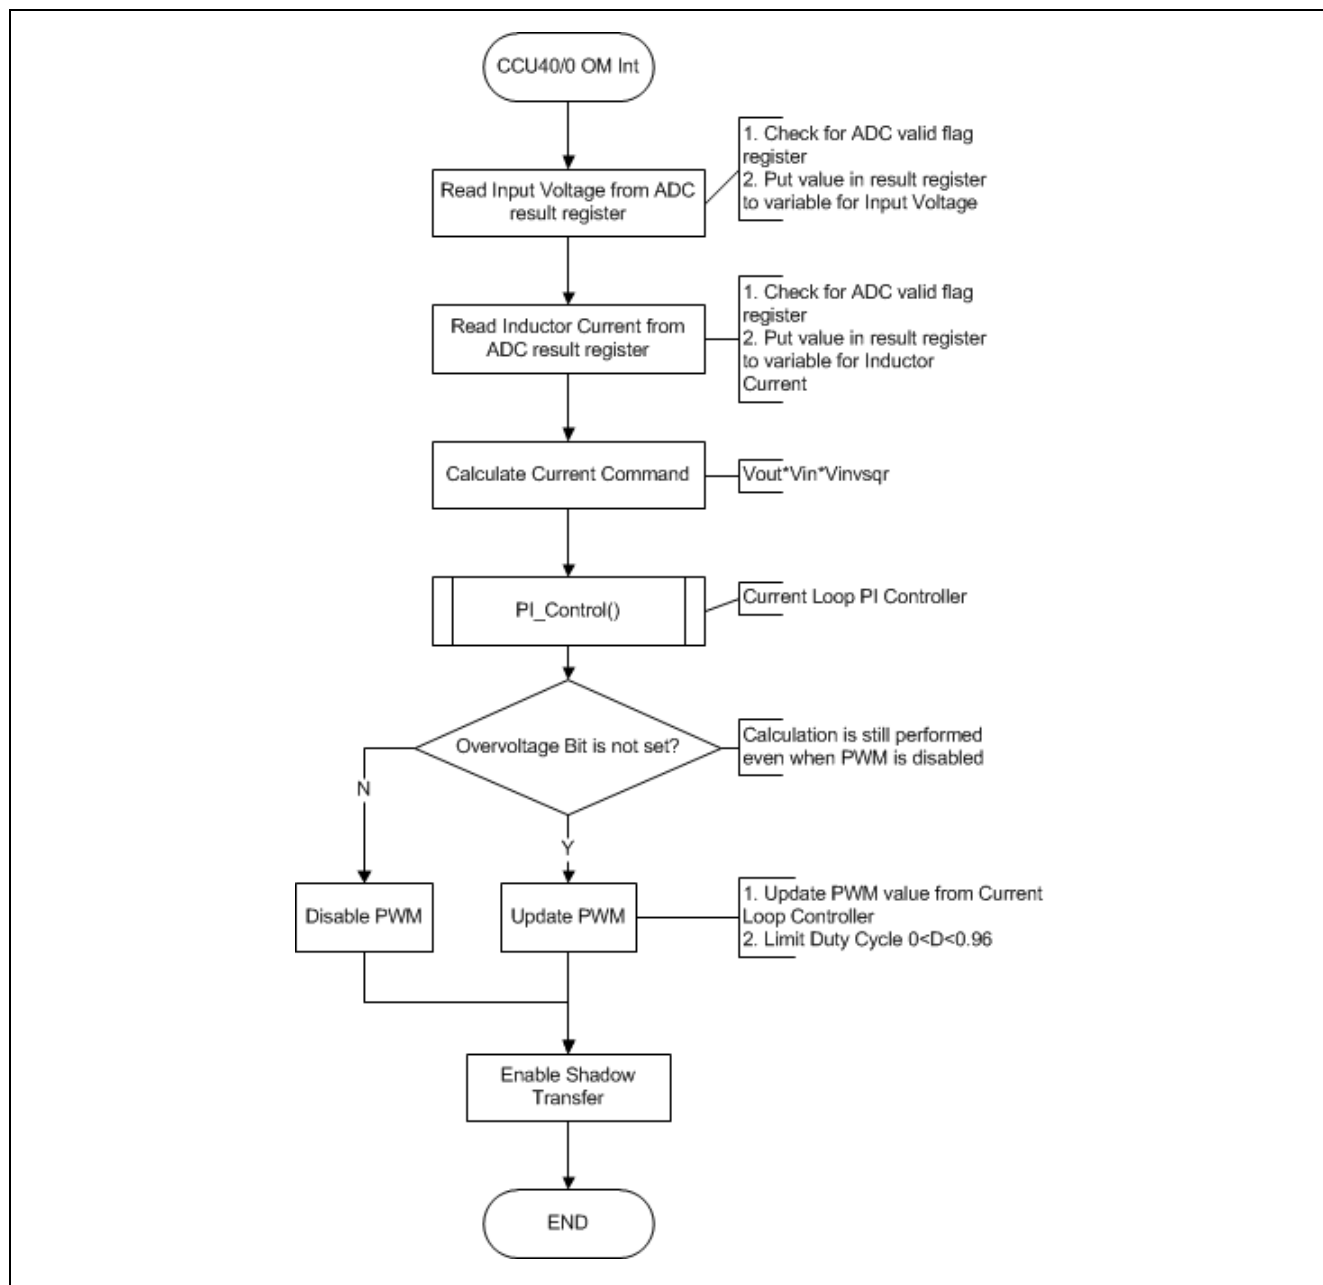 CCU40/0 OM Int
Read Input Voltage from ADC
result register
1. Check for ADC valid flag
register
2. Put value in result register
to variable for Input Voltage
Read Inductor Current from
ADC result register
1. Check for ADC valid flag
register
2. Put value in result register
to variable for Inductor
Current
Calculate Current Command
Vout*Vin*Vinvsqr
PI_Control()
Current Loop PI Controller
Overvoltage Bit is not set?
Calculation is still performed
even when PWM is disabled
N
Y
Disable PWM
Update PWM
1. Update PWM value from Current
Loop Controller
2. Limit Duty Cycle 0<D<0.96
Enable Shadow
Transfer
END